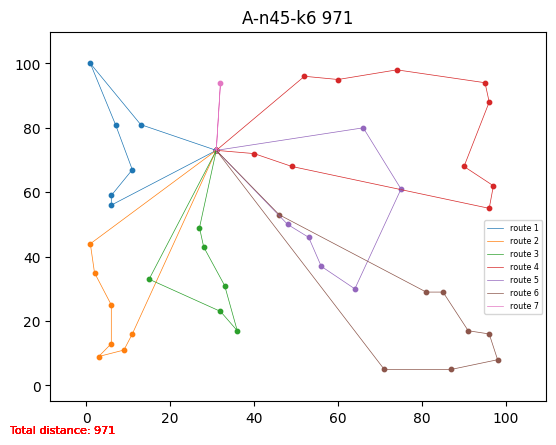 A-n45-k6 971
100
80
60
40
20
0
route 1
route 2
route 3
route 4
route 5
route 6
route 7
0 20 40 60 80 100
Total distance: 971